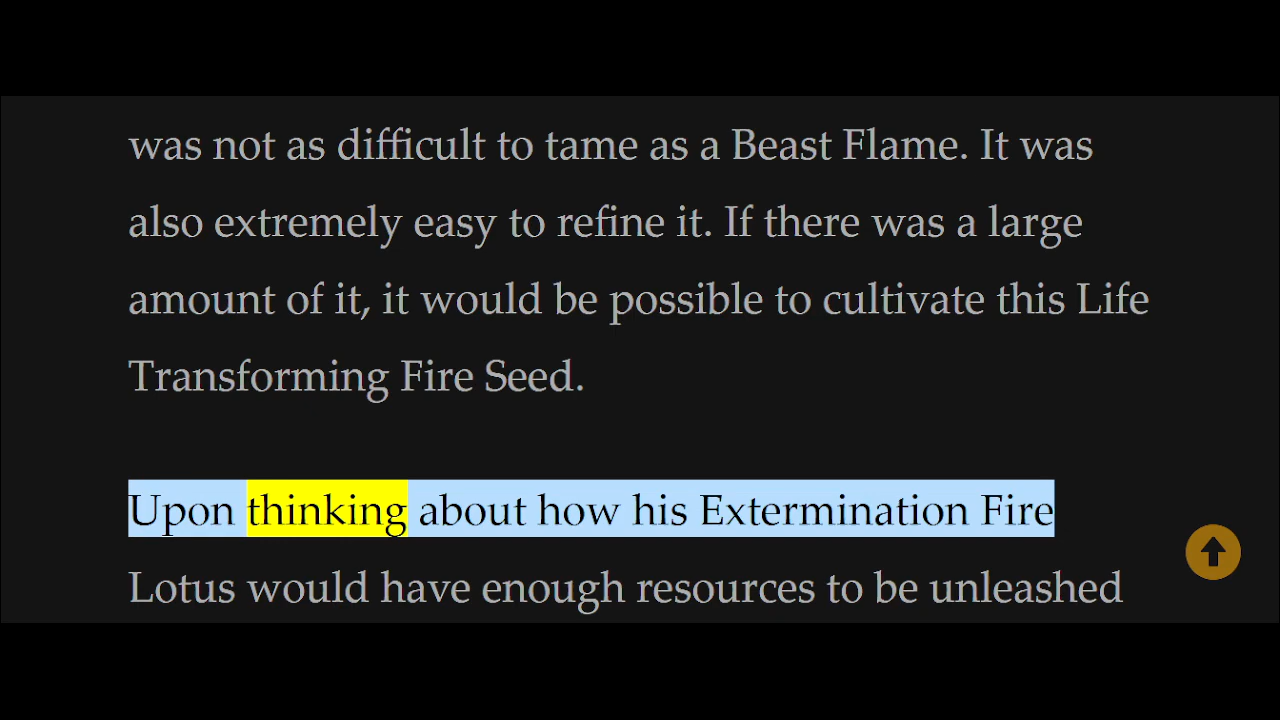 was not as difficult to tame as a Beast Flame. It was
also extremely easy to refine it. If there was a large
amount of it, it would be possible to cultivate this Life
Transforming Fire Seed.
Upon thinking about how his Extermination Fire
Lotus would have enough resources to be unleashed